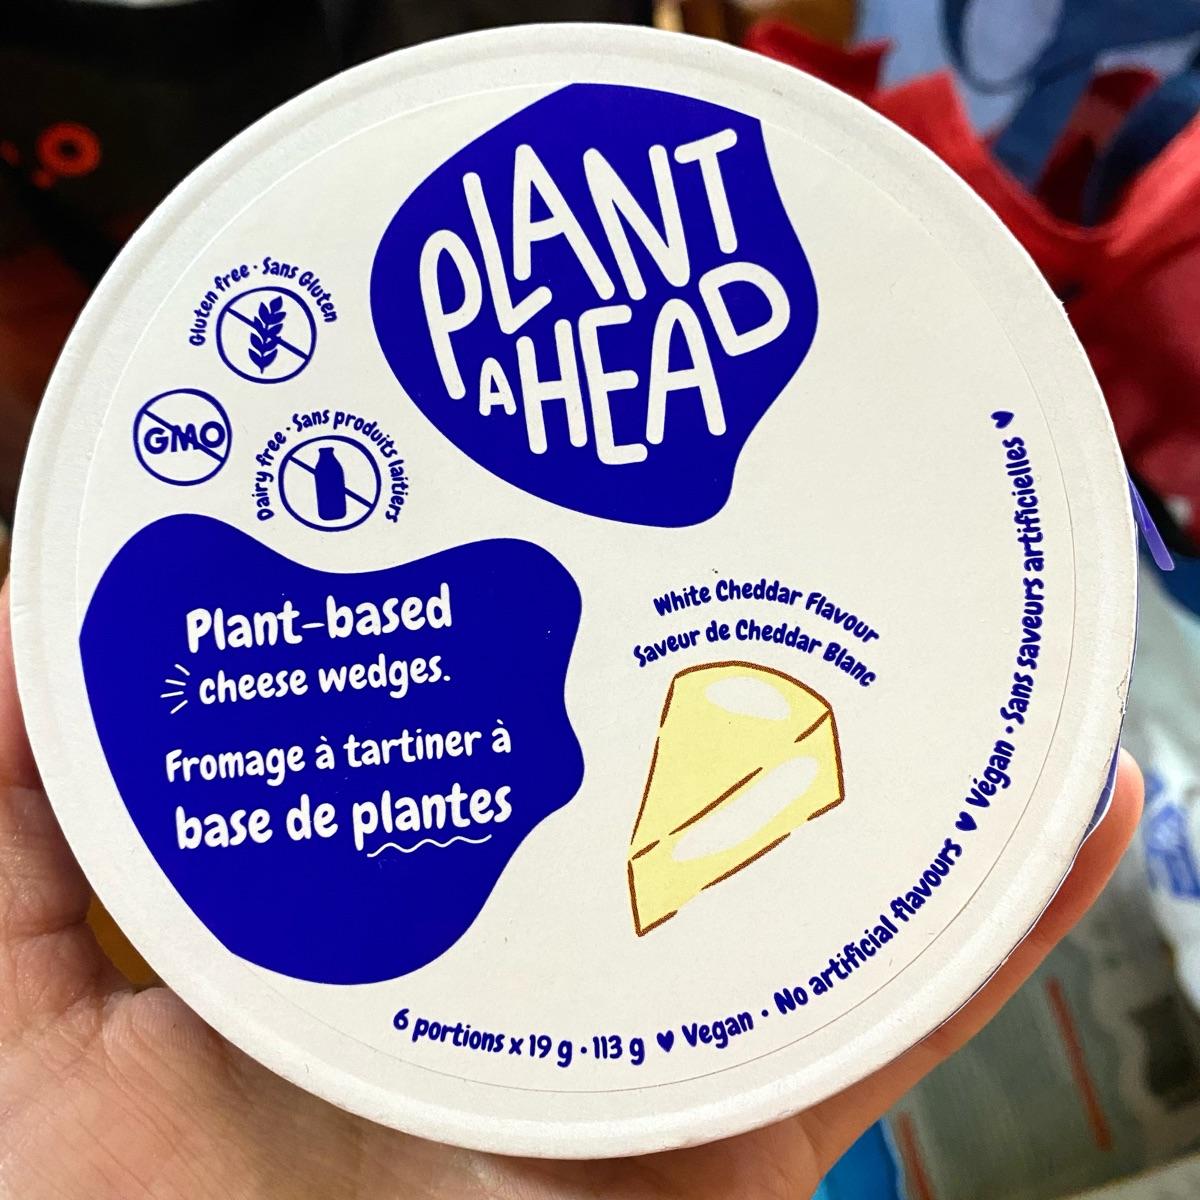 PLANT
AHEAD
Gluten free · Sans Gluten
GMO
Dairy free · Sans produits laitiers
Plant-based
cheese wedges.
Fromage à tartiner à
base de plantes
White Cheddar Flavour
Saveur de Cheddar Blanc
6 portions x 19 g · 113 g ♥ Vegan · No artificial flavours ♥ Végan · Sans saveurs artificielles ♥